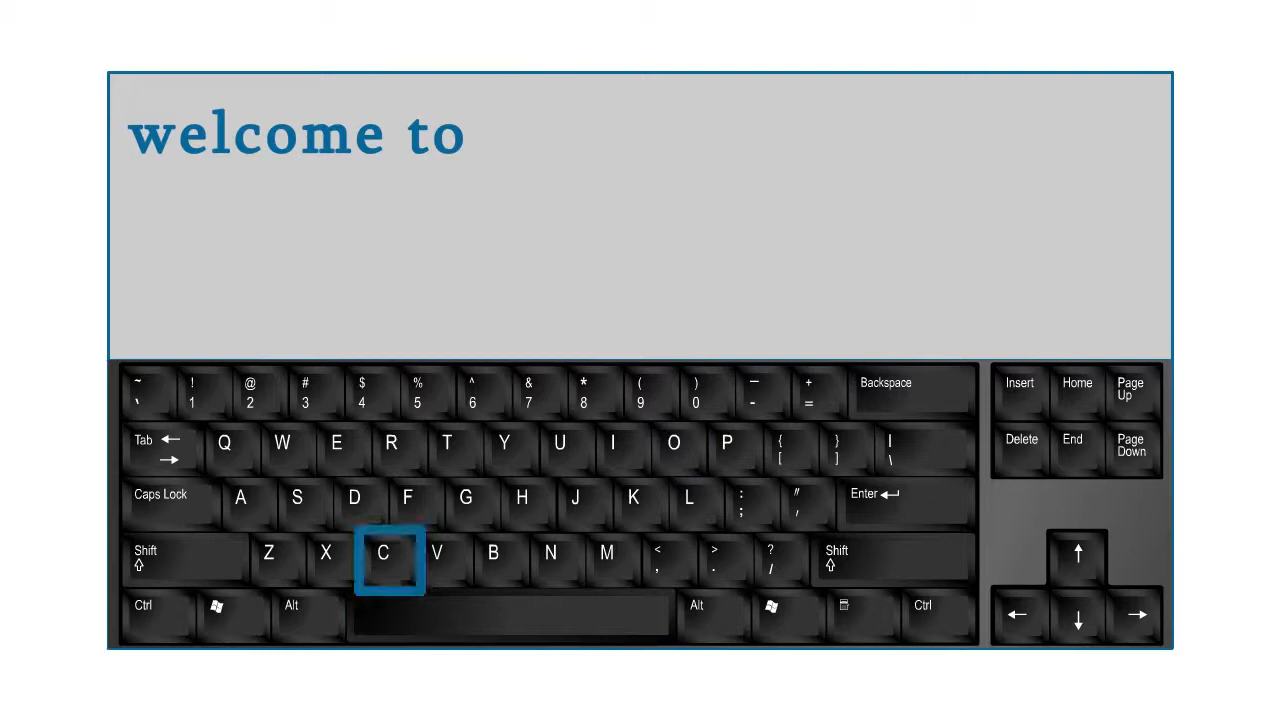 welcome to
~ ! @ # $ % ^ & * ( ) _ + Backspace Insert Home Page Up
` 1 2 3 4 5 6 7 8 9 0 - =
Tab Q W E R T Y U I O P { } | Delete End Page Down
[ ] \
Caps Lock A S D F G H J K L : " Enter
; '
Shift Z X C V B N M < > ? Shift
, . /
Ctrl Alt Alt Ctrl